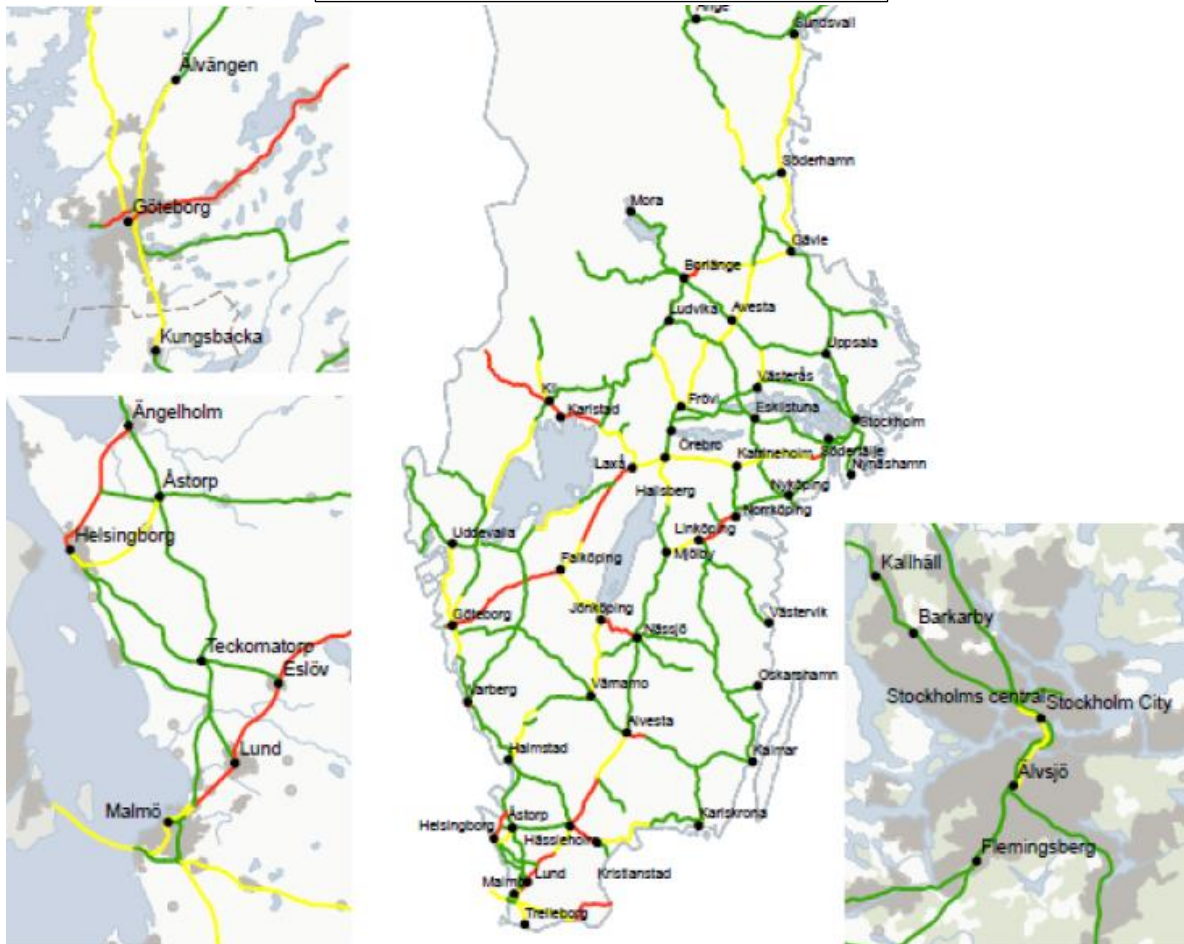 Älvängen
Göteborg
Kungsbacka
Ängelholm
Åstorp
Helsingborg
Teckomatorp
Eslöv
Lund
Malmö
Ånge
Sundsvall
Söderhamn
Mora
Gävle
Borlänge
Ludvika
Avesta
Uppsala
Västerås
Kil
Frövi
Eskilstuna
Karlstad
Stockholm
Örebro
Södertälje
Laxå
Katrineholm
Nynäshamn
Hallsberg
Nyköping
Norrköping
Uddevalla
Linköping
Mjölby
Falköping
Göteborg
Jönköping
Västervik
Nässjö
Värnamo
Oskarshamn
Varberg
Alvesta
Halmstad
Kalmar
Åstorp
Karlskrona
Helsingborg
Hässleholm
Lund
Kristianstad
Malmö
Trelleborg
Kallhäll
Barkarby
Stockholms central
Stockholm City
Älvsjö
Flemingsberg